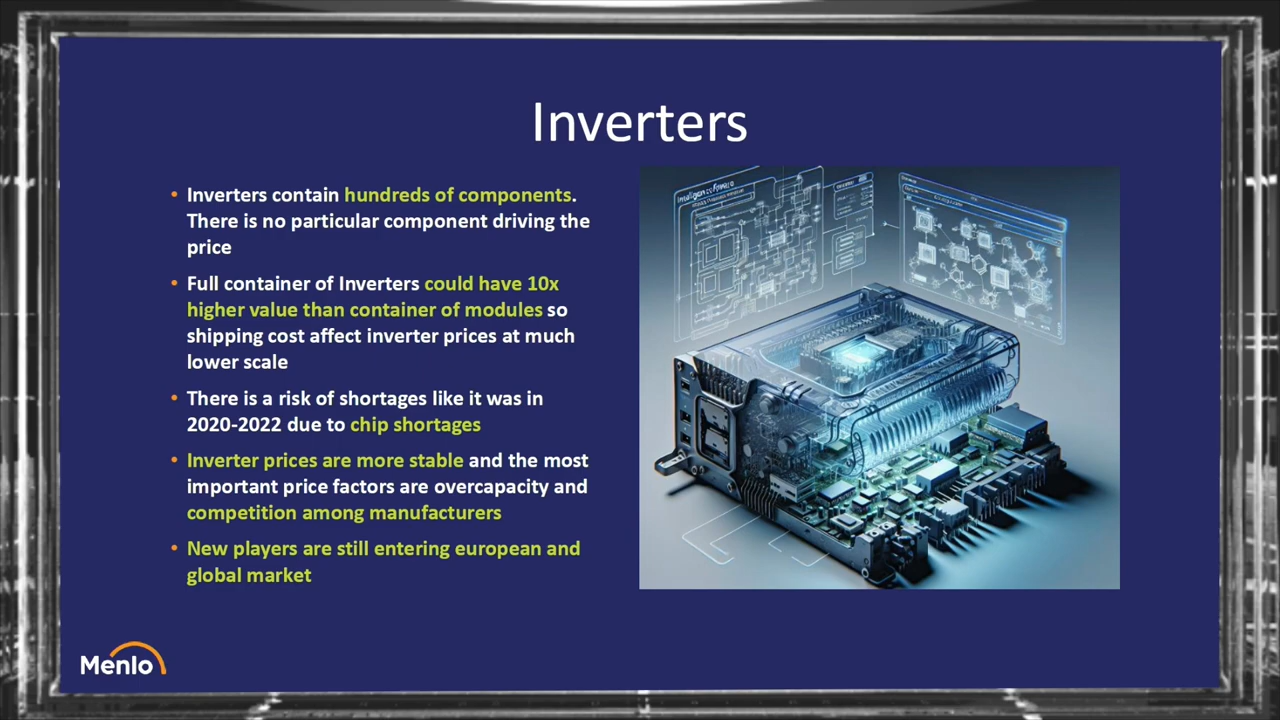 Inverters
• Inverters contain hundreds of components.
There is no particular component driving the
price
• Full container of Inverters could have 10x
higher value than container of modules so
shipping cost affect inverter prices at much
lower scale
• There is a risk of shortages like it was in
2020-2022 due to chip shortages
• Inverter prices are more stable and the most
important price factors are overcapacity and
competition among manufacturers
• New players are still entering european and
global market
Menlo